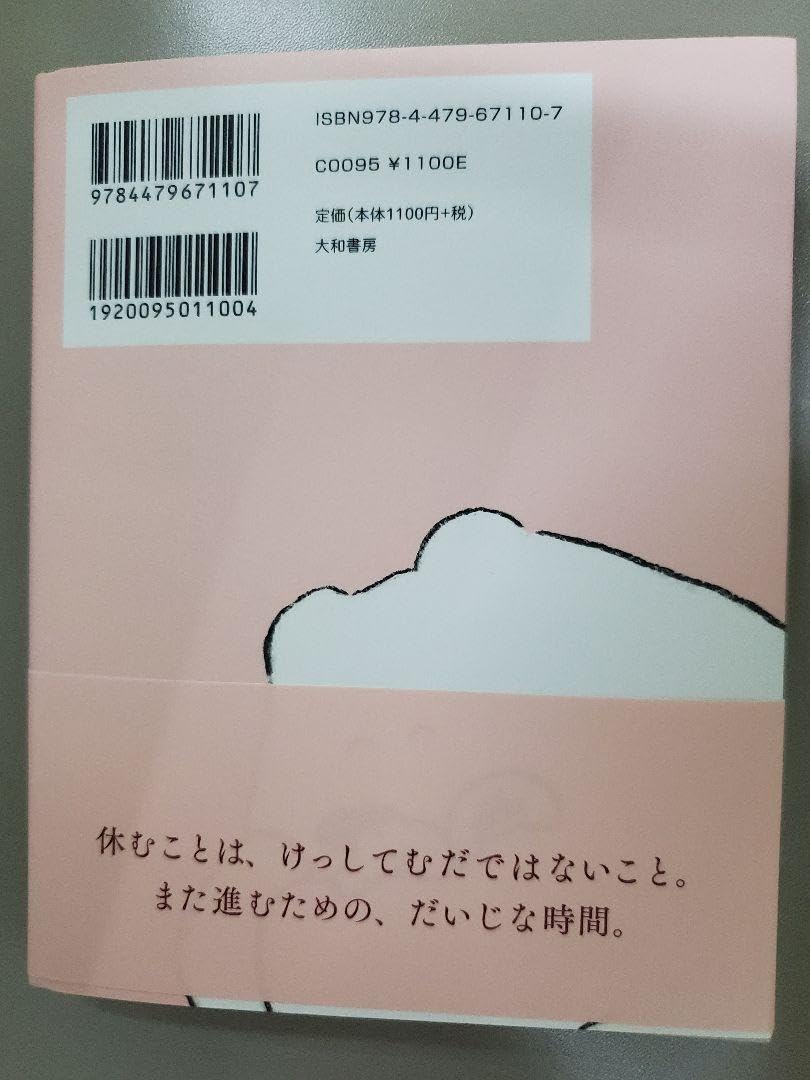 ISBN978-4-479-67110-7
C0095 ¥1100E
定価(本体1100円+税)
大和書房
9784479671107
1920095011004
休むことは、けっしてむだではないこと。
また進むための、だいじな時間。